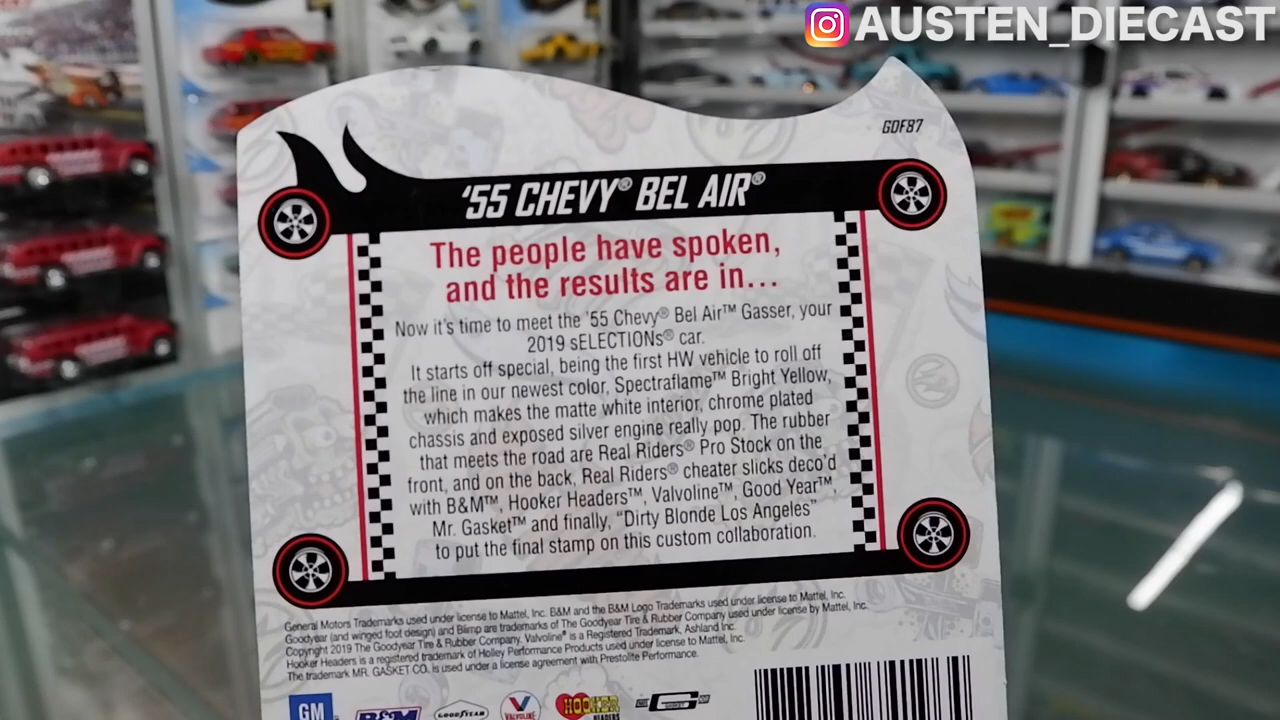 AUSTEN_DIECAST
GDF87
'55 CHEVY® BEL AIR®
The people have spoken,
and the results are in...
Now it's time to meet the '55 Chevy® Bel Air™ Gasser, your
2019 sELECTIONs® car.
It starts off special, being the first HW vehicle to roll off
the line in our newest color, Spectraflame™ Bright Yellow,
which makes the matte white interior, chrome plated
chassis and exposed silver engine really pop. The rubber
that meets the road are Real Riders® Pro Stock on the
front, and on the back, Real Riders® cheater slicks deco'd
with B&M™, Hooker Headers™, Valvoline™, Good Year™
Mr. Gasket™ and finally, “Dirty Blonde Los Angeles”
to put the final stamp on this custom collaboration.
General Motors Trademarks used under license to Mattel, Inc. B&M and the B&M Logo Trademarks used under license to Mattel, Inc.
Goodyear (and winged foot design) and Blimp are trademarks of The Goodyear Tire & Rubber Company used under license by Mattel, Inc.
Copyright 2019 The Goodyear Tire & Rubber Company. Valvoline® is a Registered Trademark, Ashland Inc.
Hooker Headers is a registered trademark of Holley Performance Products used under license to Mattel, Inc.
The trademark MR. GASKET CO. is used under a license agreement with Prestolite Performance.
GM B&M GOODYEAR VALVOLINE HOOKER HEADERS